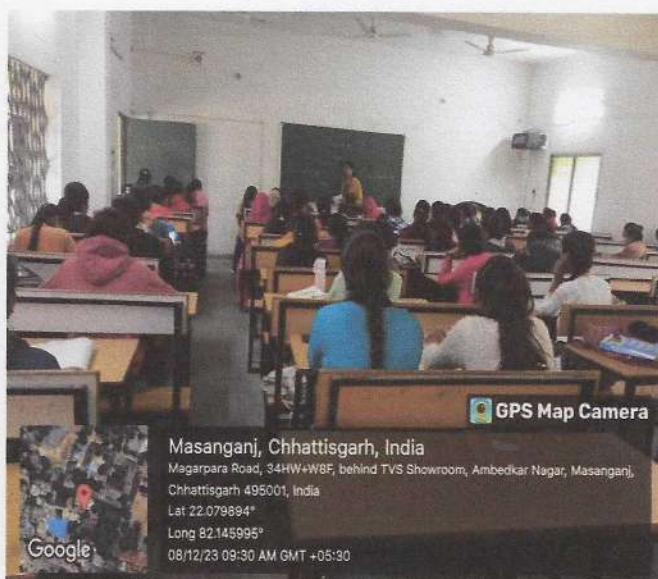 GPS Map Camera
Masanganj, Chhattisgarh, India
Magarpara Road, 34HW+W8F, behind TVS Showroom, Ambedkar Nagar, Masanganj,
Chhattisgarh 495001, India
Lat 22.079894°
Long 82.145995°
08/12/23 09:30 AM GMT +05:30
Google